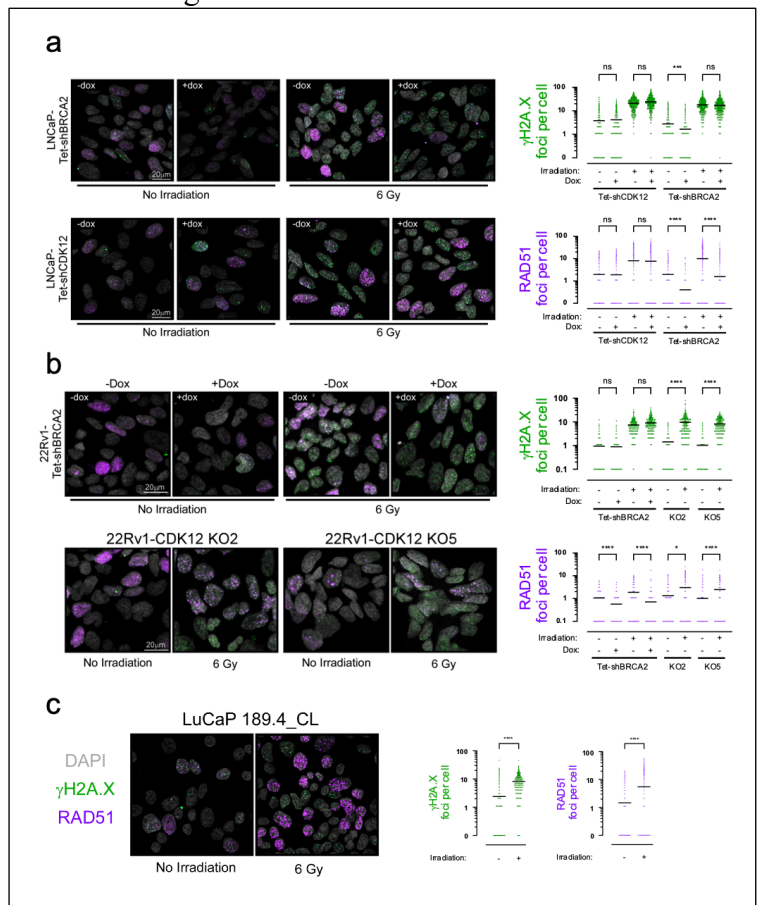 a
LNCaP-
Tet-shBRCA2
-dox
+dox
-dox
+dox
20µm
No Irradiation
6 Gy
LNCaP-
Tet-shCDK12
-dox
+dox
-dox
+dox
20µm
No Irradiation
6 Gy
γH2A.X
foci per cell
ns
ns
***
ns
100
10
1
0
Irradiation: - - + + - - + +
Dox: - + - + - + - +
Tet-shCDK12
Tet-shBRCA2
RAD51
foci per cell
ns
ns
****
****
100
10
1
0
Irradiation: - - + + - - + +
Dox: - + - + - + - +
Tet-shCDK12
Tet-shBRCA2
b
-Dox
+Dox
-Dox
+Dox
22Rv1-
Tet-shBRCA2
-dox
+dox
-dox
+dox
20µm
No Irradiation
6 Gy
22Rv1-CDK12 KO2
22Rv1-CDK12 KO5
20µm
No Irradiation
6 Gy
No Irradiation
6 Gy
γH2A.X
foci per cell
ns
ns
****
****
100
10
1
0.1
Irradiation: - - + + - + - +
Dox: - + - +
Tet-shBRCA2
KO2
KO5
RAD51
foci per cell
****
****
*
****
100
10
1
0.1
Irradiation: - - + + - + - +
Dox: - + - +
Tet-shBRCA2
KO2
KO5
c
LuCaP 189.4_CL
DAPI
γH2A.X
RAD51
No Irradiation
6 Gy
γH2A.X
foci per cell
****
100
10
1
0
Irradiation: - +
RAD51
foci per cell
****
100
10
1
0
Irradiation: - +